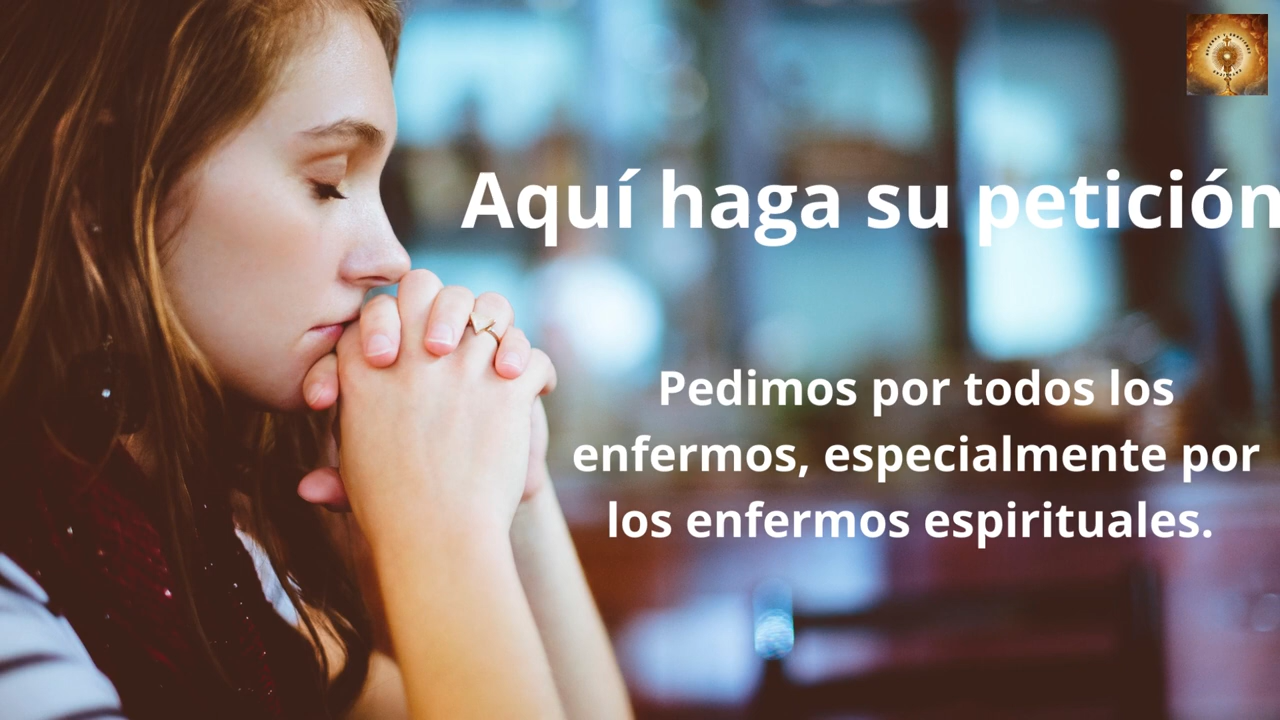 Aquí haga su petición
Pedimos por todos los
enfermos, especialmente por
los enfermos espirituales.